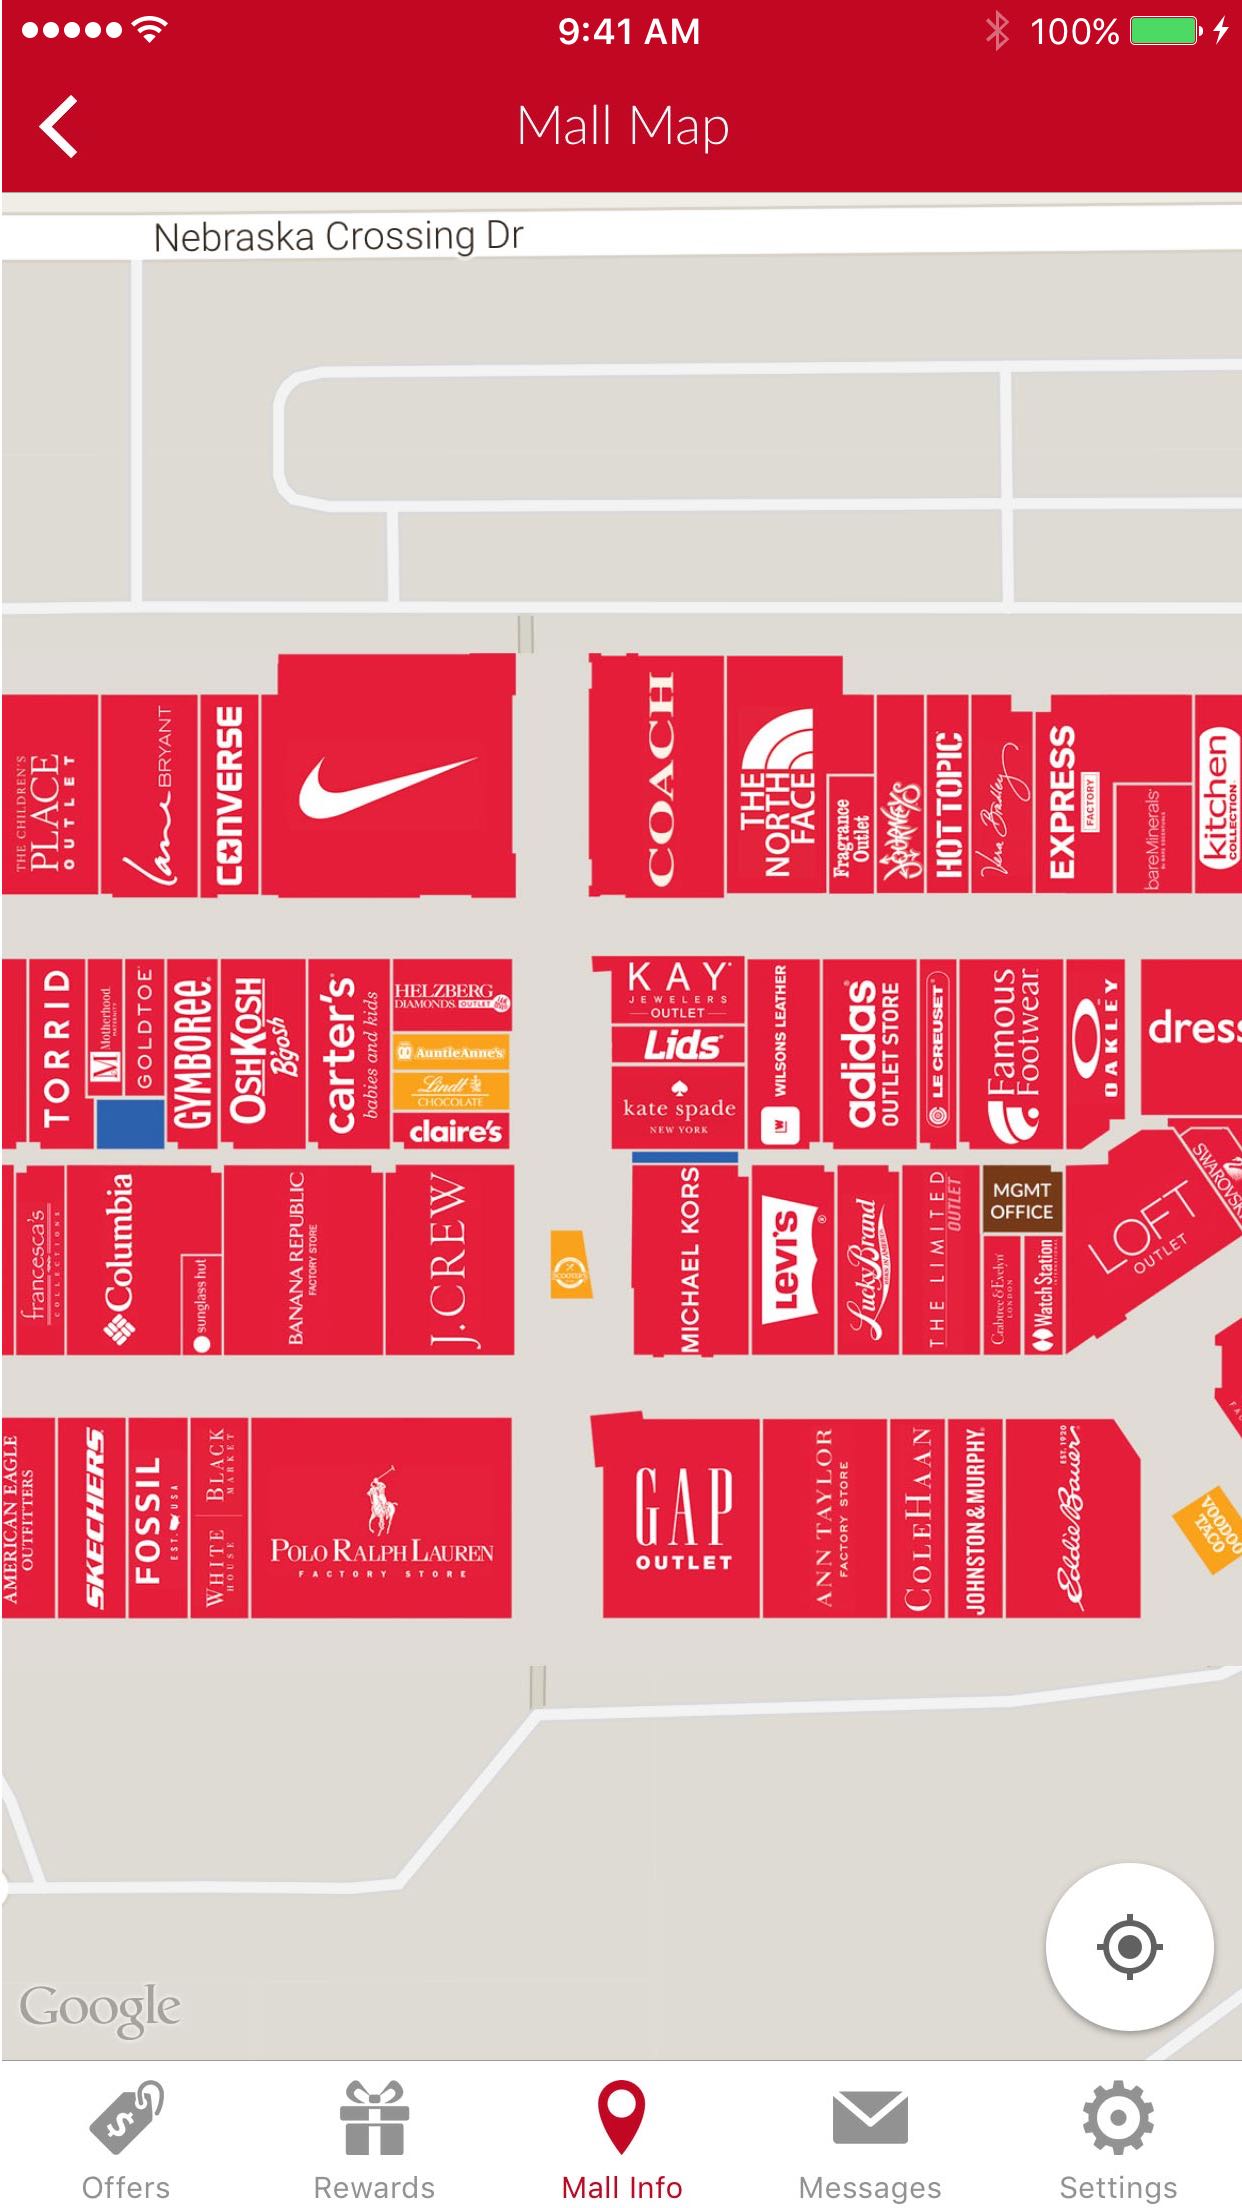 9:41 AM
100%
Mall Map
Nebraska Crossing Dr
THE CHILDREN'S
PLACE
OUTLET
Lane BRYANT
CONVERSE
COACH
THE
NORTH
FACE
Fragrance
Outlet
JOURNEYS
HOT TOPIC
Vera Bradley
EXPRESS
FACTORY
bareMinerals
kitchen
COLLECTION
TORRID
Motherhood
MATERNITY
GOLDTOE
GYMBOREE
OSHKOSH
B'gosh
carter's
babies and kids
HELZBERG
DIAMONDS OUTLET
AuntieAnne's
Lindt
CHOCOLATE
claire's
KAY
JEWELERS
OUTLET
Lids
kate spade
NEW YORK
WILSONS LEATHER
adidas
OUTLET STORE
LE CREUSET
Famous
Footwear
OAKLEY
dress
francesca's
COLLECTIONS
Columbia
sunglass hut
BANANA REPUBLIC
FACTORY STORE
J.CREW
SCOOTER'S
MICHAEL KORS
LEVI'S
®
Lucky Brand
THE LIMITED
OUTLET
MGMT
OFFICE
Crabtree & Evelyn
LONDON
Watch Station
INTERNATIONAL
LOFT
OUTLET
SWAROVSKI
AMERICAN EAGLE
OUTFITTERS
SKECHERS
FOSSIL
EST. USA
WHITE BLACK
HOUSE MARKET
POLO RALPH LAUREN
FACTORY STORE
GAP
OUTLET
ANN TAYLOR
FACTORY STORE
COLE HAAN
JOHNSTON & MURPHY
EST. 1920
Eddie Bauer
VOODOO
TACO
Google
Offers
Rewards
Mall Info
Messages
Settings